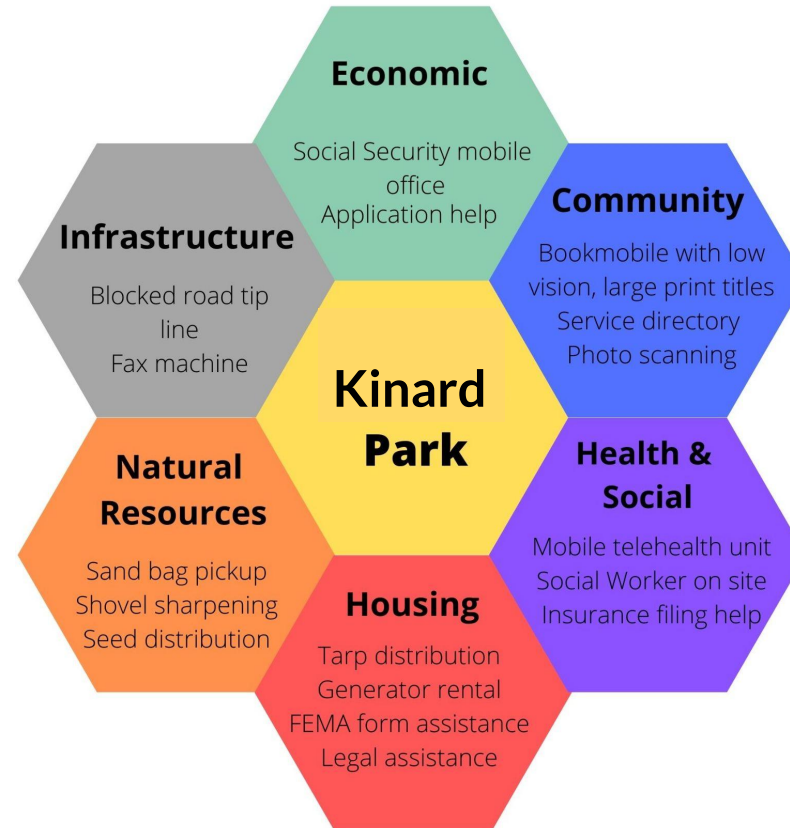 Economic
Social Security mobile
office
Application help
Community
Bookmobile with low
vision, large print titles
Service directory
Photo scanning
Infrastructure
Blocked road tip
line
Fax machine
Kinard
Park
Health &
Social
Mobile telehealth unit
Social Worker on site
Insurance filing help
Natural
Resources
Sand bag pickup
Shovel sharpening
Seed distribution
Housing
Tarp distribution
Generator rental
FEMA form assistance
Legal assistance